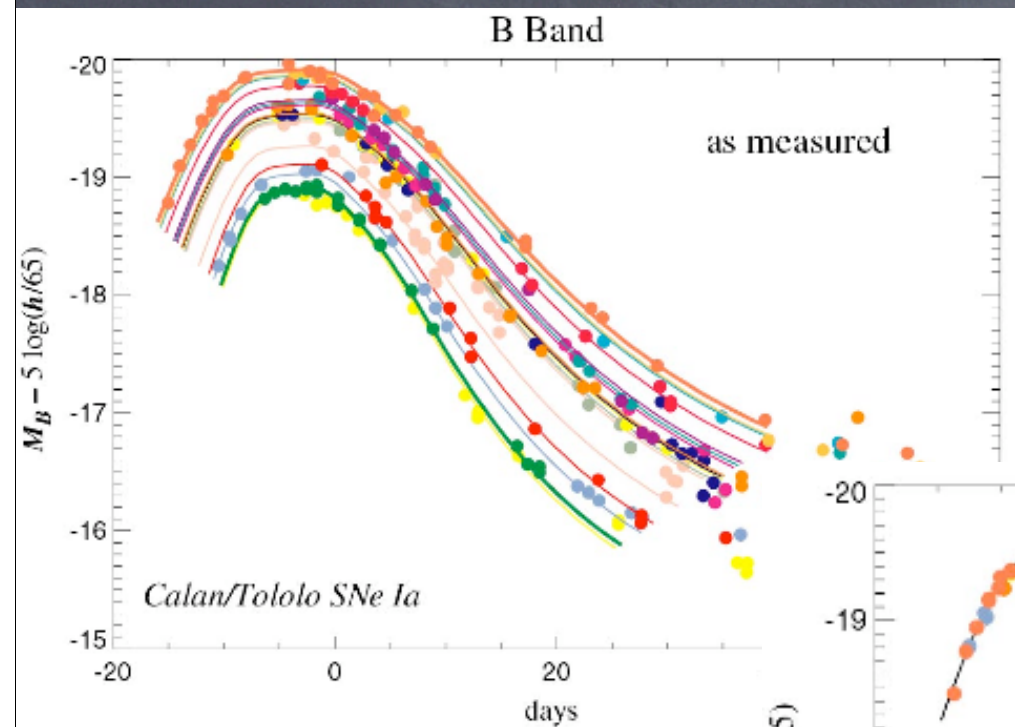 B Band
as measured
M_B – 5 log(h/65)
-20
-19
-18
-17
-16
-15
Calan/Tololo SNe Ia
-20
0
20
days
-20
-19
5)